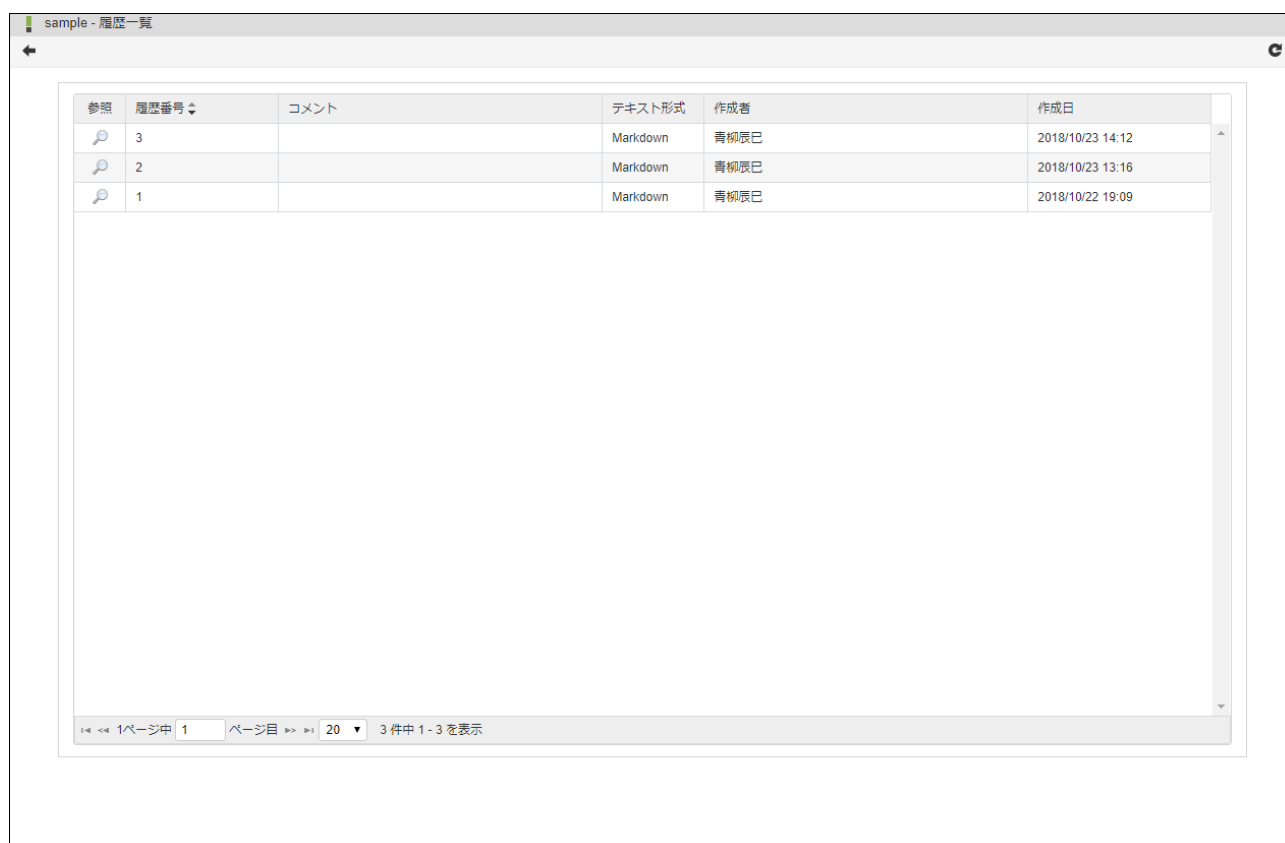 sample - 履歴一覧
参照 履歴番号 コメント テキスト形式 作成者 作成日
3 Markdown 青柳辰巳 2018/10/23 14:12
2 Markdown 青柳辰巳 2018/10/23 13:16
1 Markdown 青柳辰巳 2018/10/22 19:09
1ページ中 1 ページ目 20 3 件中 1 - 3 を表示